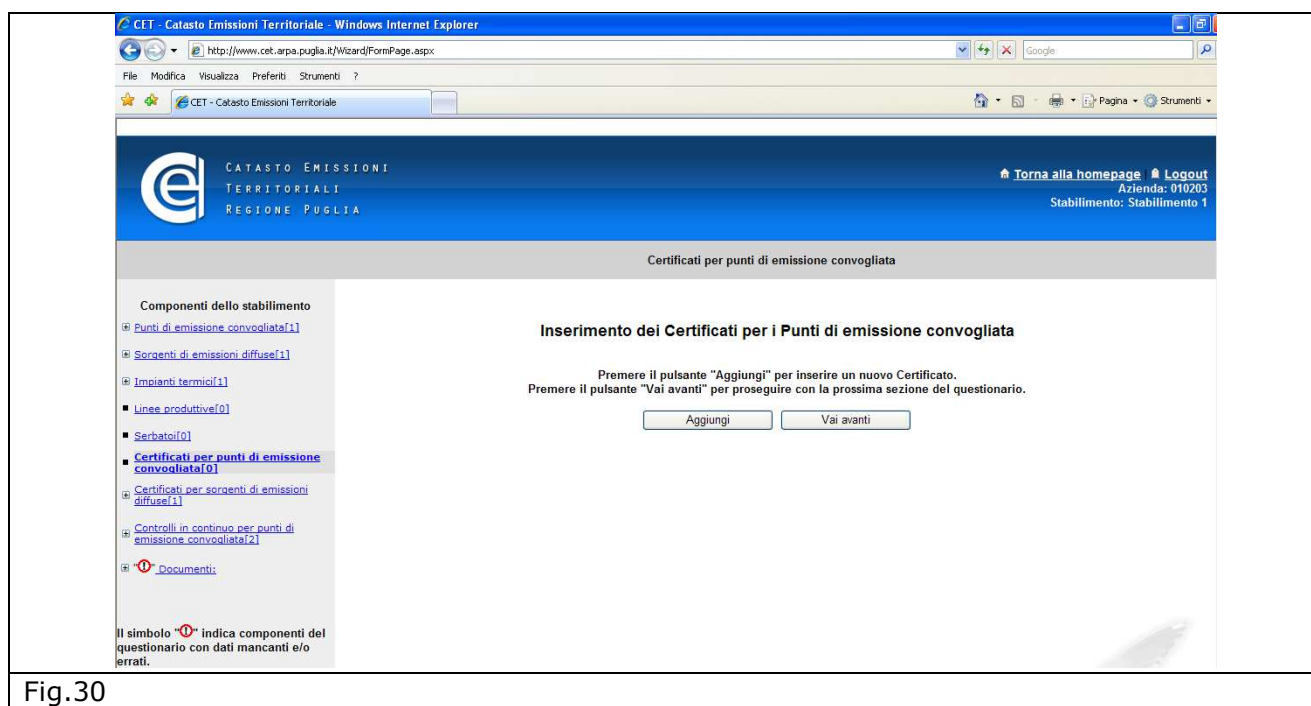 CET - Catasto Emissioni Territoriale - Windows Internet Explorer
http://www.cet.arpa.puglia.it/Wizard/FormPage.aspx
Google
File Modifica Visualizza Preferiti Strumenti ?
CET - Catasto Emissioni Territoriale
Pagina
Strumenti
CATASTO EMISSIONI
TERRITORIALI
REGIONE PUGLIA
Torna alla homepage | Logout
Azienda: 010203
Stabilimento: Stabilimento 1
Certificati per punti di emissione convogliata
Componenti dello stabilimento
Punti di emissione convogliata[1]
Sorgenti di emissioni diffuse[1]
Impianti termici[1]
Linee produttive[0]
Serbatoi[0]
Certificati per punti di emissione
convogliata[0]
Certificati per sorgenti di emissioni
diffuse[1]
Controlli in continuo per punti di
emissione convogliata[2]
"!" Documenti:
Il simbolo "!" indica componenti del
questionario con dati mancanti e/o
errati.
Inserimento dei Certificati per i Punti di emissione convogliata
Premere il pulsante "Aggiungi" per inserire un nuovo Certificato.
Premere il pulsante "Vai avanti" per proseguire con la prossima sezione del questionario.
Aggiungi
Vai avanti
Fig.30